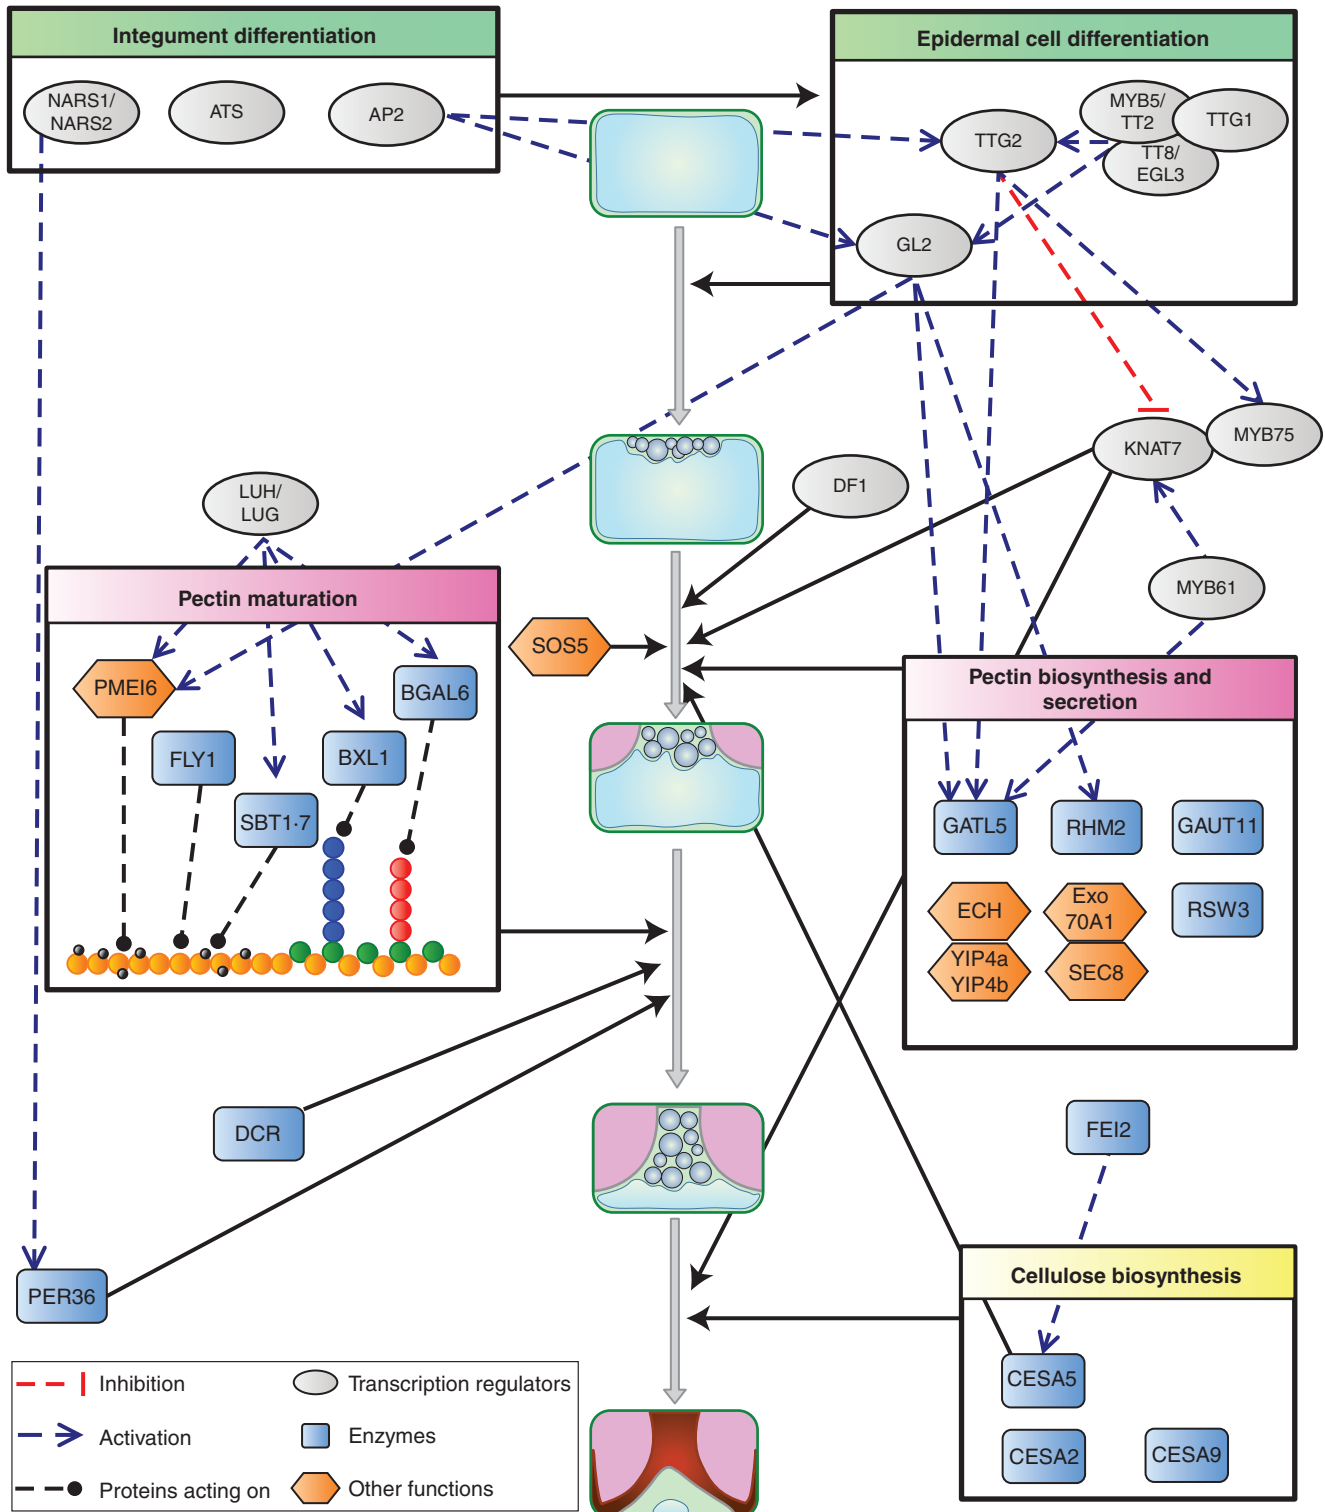 Integument differentiation
NARS1/
NARS2
ATS
AP2
Epidermal cell differentiation
MYB5/
TT2
TTG1
TTG2
TT8/
EGL3
GL2
KNAT7
MYB75
DF1
LUH/
LUG
MYB61
Pectin maturation
SOS5
PMEI6
BGAL6
FLY1
BXL1
SBT1·7
Pectin biosynthesis and
secretion
GATL5
RHM2
GAUT11
ECH
Exo
70A1
RSW3
YIP4a
YIP4b
SEC8
DCR
FEI2
PER36
Cellulose biosynthesis
CESA5
CESA2
CESA9
Inhibition
Transcription regulators
Activation
Enzymes
Proteins acting on
Other functions